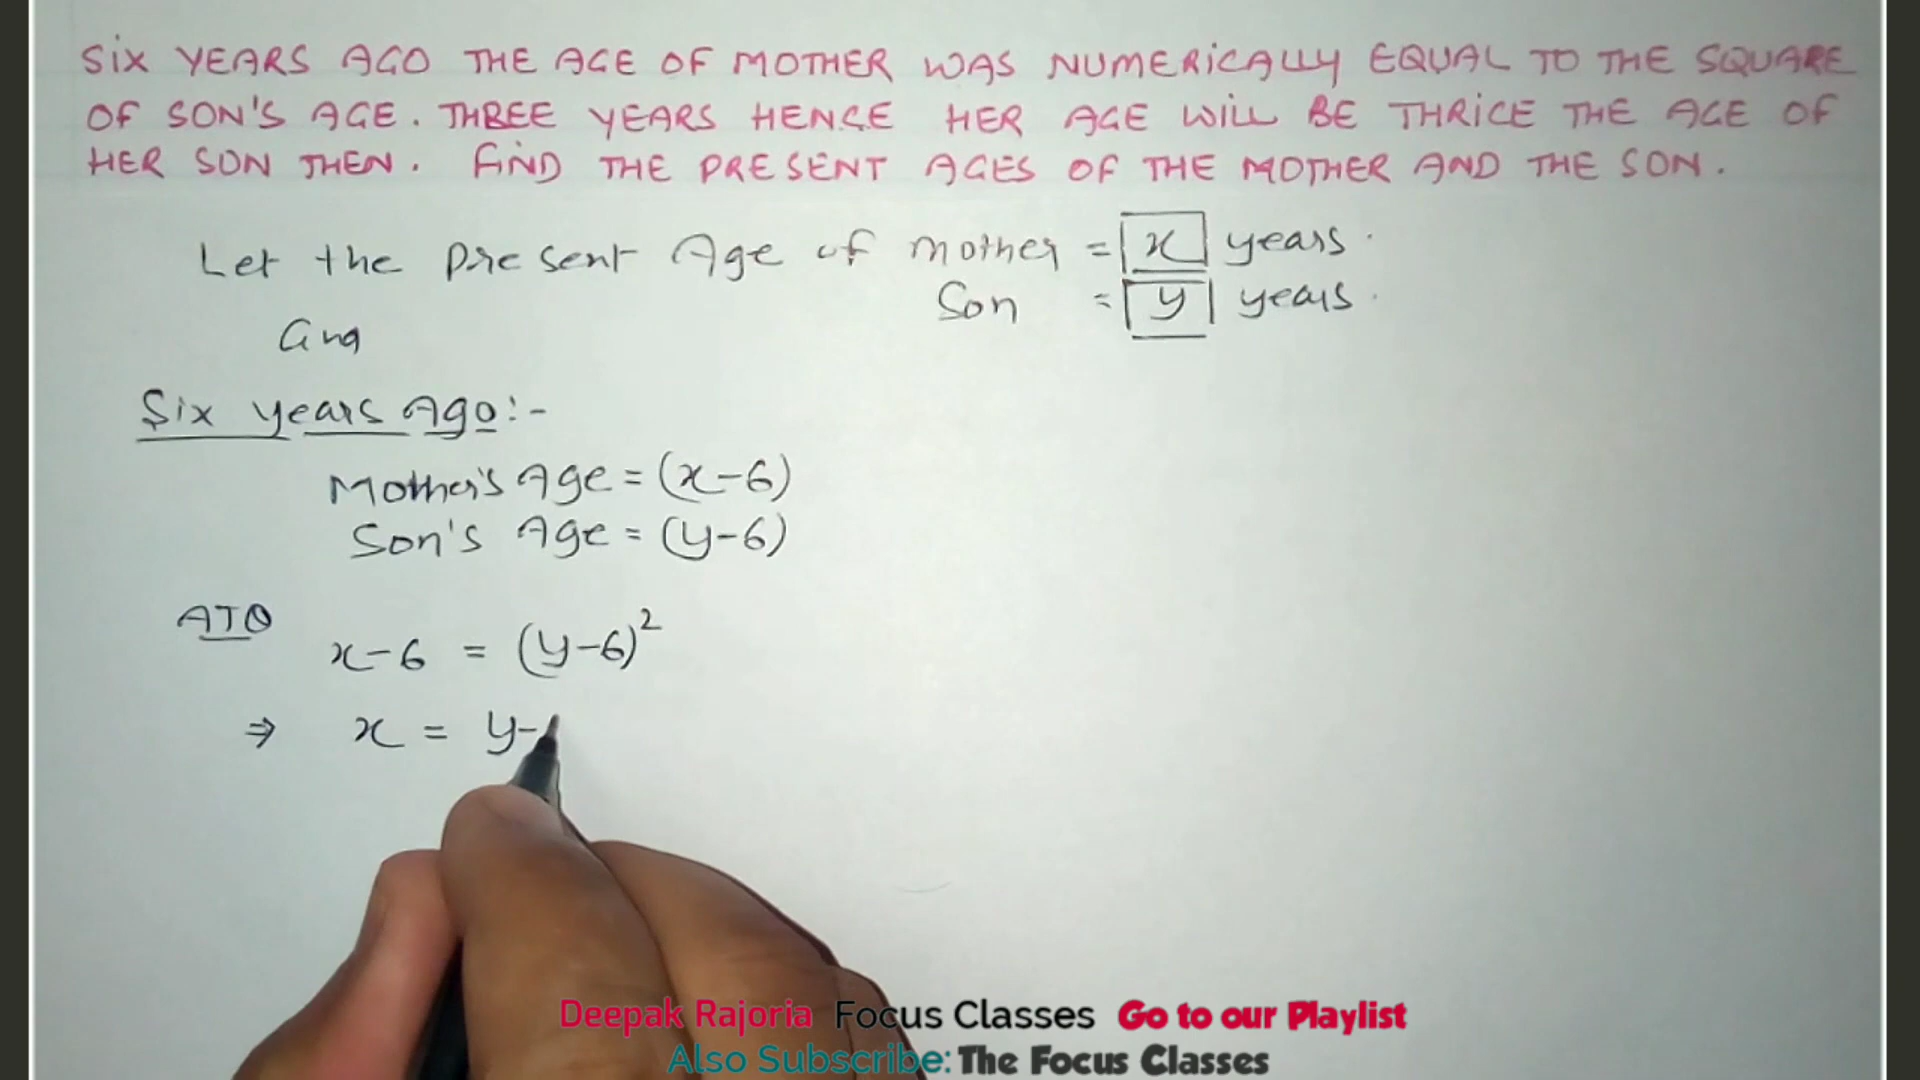 SiX YEARS AGO THE AGE OF MOTHER WAS NUMERiCALLY EQUAL TO THE SQUARE
OF SON'S AGE. THREE YEARS HENCE HER AGE WiLL BE THRiCE THE AGE OF
HER SON THEN. FiND THE PRESENT AGES OF THE MOTHER AND THE SON.
Let the present Age of mother = x years.
Son = y years.
and
Six years Ago:-
Mother's Age = (x-6)
Son's Age = (y-6)
ATQ
x-6 = (y-6)²
⇒ x = y-
Deepak Rajoria Focus Classes Go to our Playlist
Also Subscribe: The Focus Classes